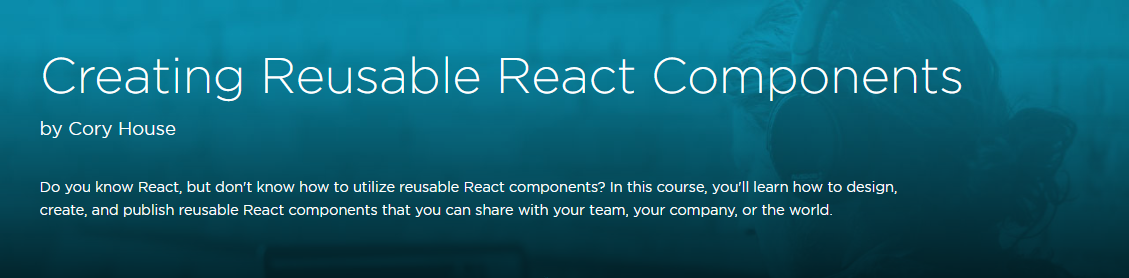 Creating Reusable React Components
by Cory House
Do you know React, but don't know how to utilize reusable React components? In this course, you'll learn how to design,
create, and publish reusable React components that you can share with your team, your company, or the world.